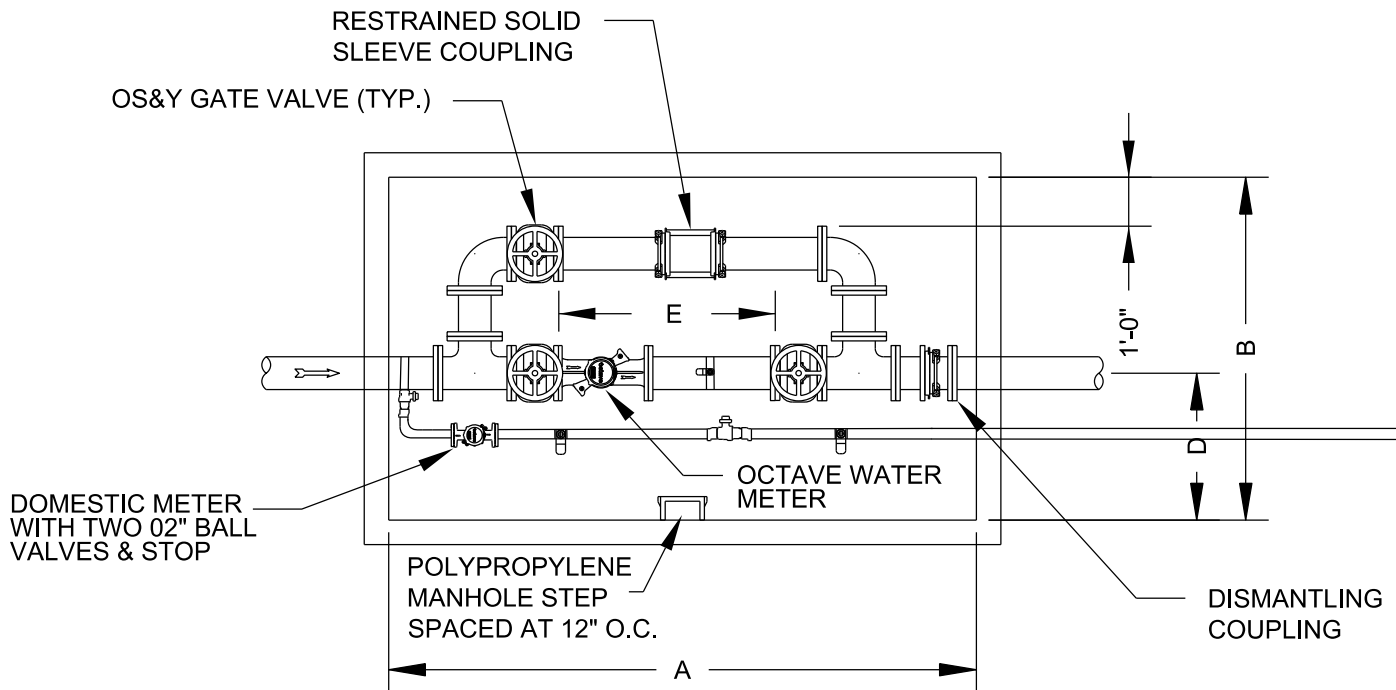 RESTRAINED SOLID
SLEEVE COUPLING
OS&Y GATE VALVE (TYP.)
1'-0"
B
E
D
OCTAVE WATER
METER
DOMESTIC METER
WITH TWO 02" BALL
VALVES & STOP
POLYPROPYLENE
MANHOLE STEP
SPACED AT 12" O.C.
DISMANTLING
COUPLING
A